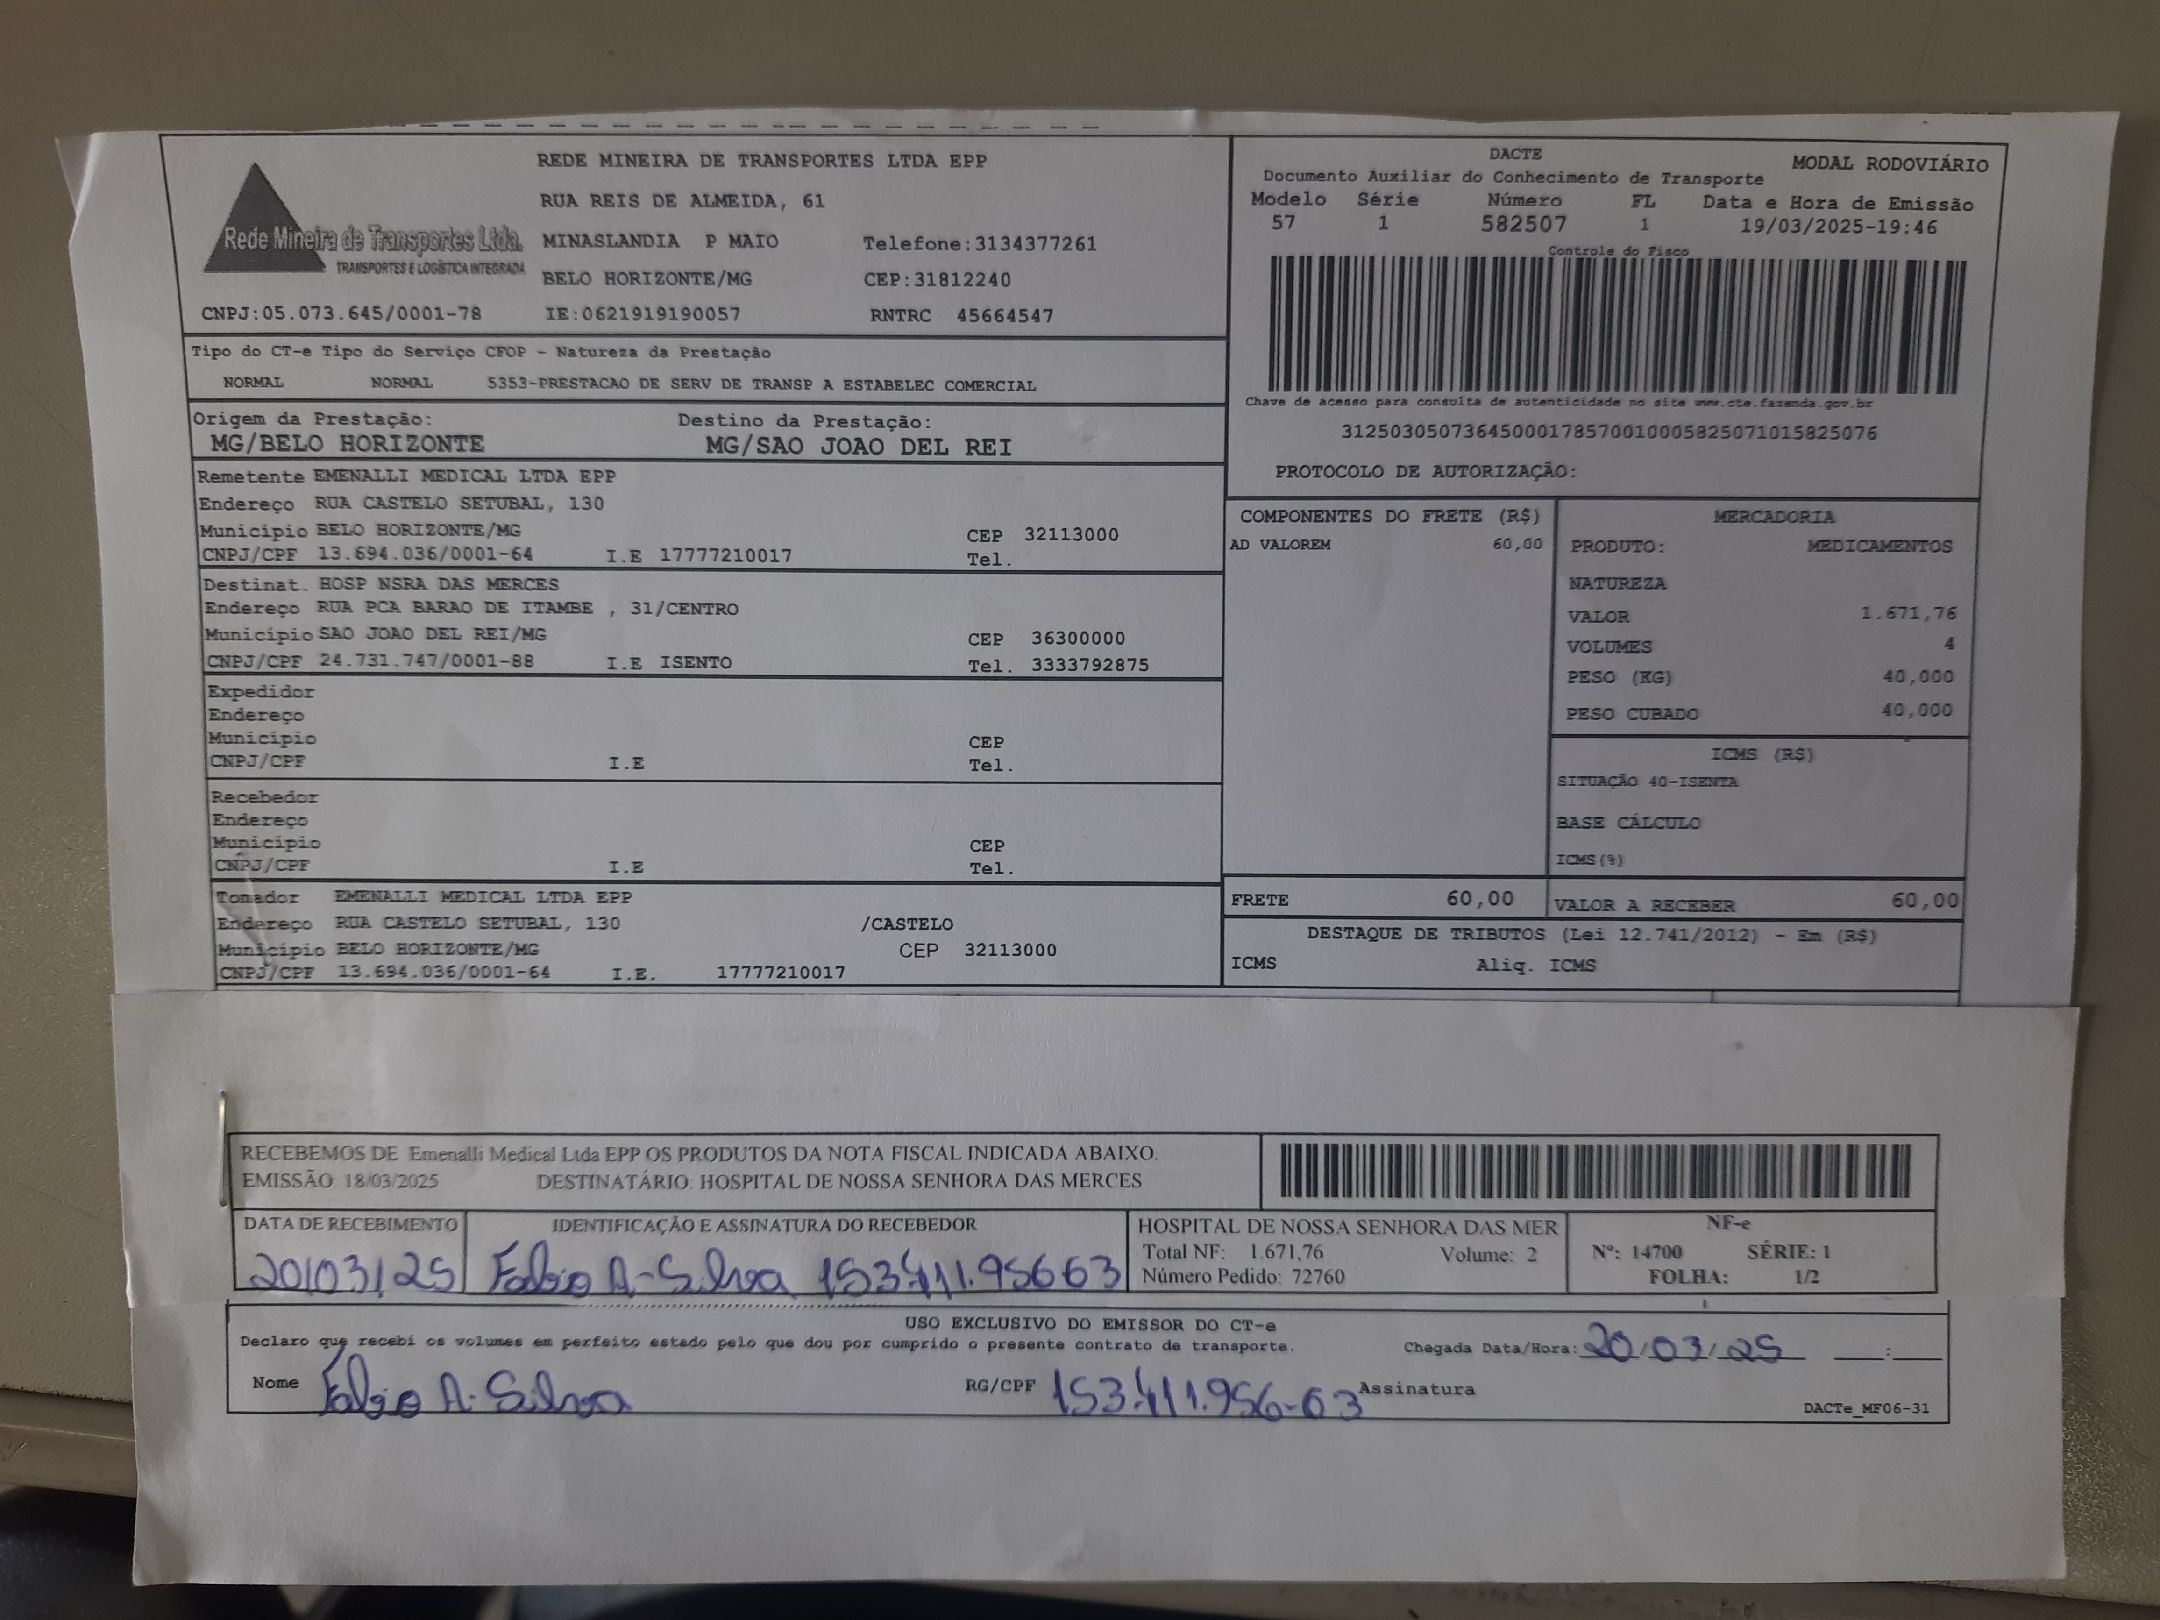 REDE MINEIRA DE TRANSPORTES LTDA EPP
RUA REIS DE ALMEIDA, 61
Rede Mineira de Transportes Ltda.
TRANSPORTES E LOGÍSTICA INTEGRADA
MINASLANDIA P MAIO Telefone:3134377261
BELO HORIZONTE/MG CEP:31812240
CNPJ:05.073.645/0001-78 IE:0621919190057 RNTRC 45664547
DACTE MODAL RODOVIÁRIO
Documento Auxiliar do Conhecimento de Transporte
Modelo Série Número FL Data e Hora de Emissão
57 1 582507 1 19/03/2025-19:46
Controle do Fisco
Chave de acesso para consulta de autenticidade no site www.cte.fazenda.gov.br
31250305073645000178570010005825071015825076
PROTOCOLO DE AUTORIZAÇÃO:
Tipo do CT-e Tipo do Serviço CFOP - Natureza da Prestação
NORMAL NORMAL 5353-PRESTACAO DE SERV DE TRANSP A ESTABELEC COMERCIAL
Origem da Prestação: Destino da Prestação:
MG/BELO HORIZONTE MG/SAO JOAO DEL REI
Remetente EMENALLI MEDICAL LTDA EPP
Endereço RUA CASTELO SETUBAL, 130
Município BELO HORIZONTE/MG CEP 32113000
CNPJ/CPF 13.694.036/0001-64 I.E 17777210017 Tel.
Destinat. HOSP NSRA DAS MERCES
Endereço RUA PCA BARAO DE ITAMBE , 31/CENTRO
Município SAO JOAO DEL REI/MG CEP 36300000
CNPJ/CPF 24.731.747/0001-88 I.E ISENTO Tel. 3333792875
Expedidor
Endereço
Município CEP
CNPJ/CPF I.E Tel.
Recebedor
Endereço
Município CEP
CNPJ/CPF I.E Tel.
Tomador EMENALLI MEDICAL LTDA EPP
Endereço RUA CASTELO SETUBAL, 130 /CASTELO
Município BELO HORIZONTE/MG CEP 32113000
CNPJ/CPF 13.694.036/0001-64 I.E. 17777210017
COMPONENTES DO FRETE (R$)
AD VALOREM 60,00
MERCADORIA
PRODUTO: MEDICAMENTOS
NATUREZA
VALOR 1.671,76
VOLUMES 4
PESO (KG) 40,000
PESO CUBADO 40,000
ICMS (R$)
SITUAÇÃO 40-ISENTA
BASE CÁLCULO
ICMS(%)
FRETE 60,00 VALOR A RECEBER 60,00
DESTAQUE DE TRIBUTOS (Lei 12.741/2012) - Em (R$)
ICMS Aliq. ICMS
RECEBEMOS DE Emenalli Medical Ltda EPP OS PRODUTOS DA NOTA FISCAL INDICADA ABAIXO.
EMISSÃO: 18/03/2025 DESTINATÁRIO: HOSPITAL DE NOSSA SENHORA DAS MERCES
DATA DE RECEBIMENTO IDENTIFICAÇÃO E ASSINATURA DO RECEBEDOR
20/03/25 Fabio A. Silva 153.411.95663
HOSPITAL DE NOSSA SENHORA DAS MER
Total NF: 1.671,76 Volume: 2
Número Pedido: 72760
NF-e
Nº: 14700 SÉRIE: 1
FOLHA: 1/2
USO EXCLUSIVO DO EMISSOR DO CT-e
Declaro que recebi os volumes em perfeito estado pelo que dou por cumprido o presente contrato de transporte. Chegada Data/Hora: 20/03/25 __:__
Nome Fabio A. Silva RG/CPF 153.411.956-63 Assinatura
DACTe_MF06-31